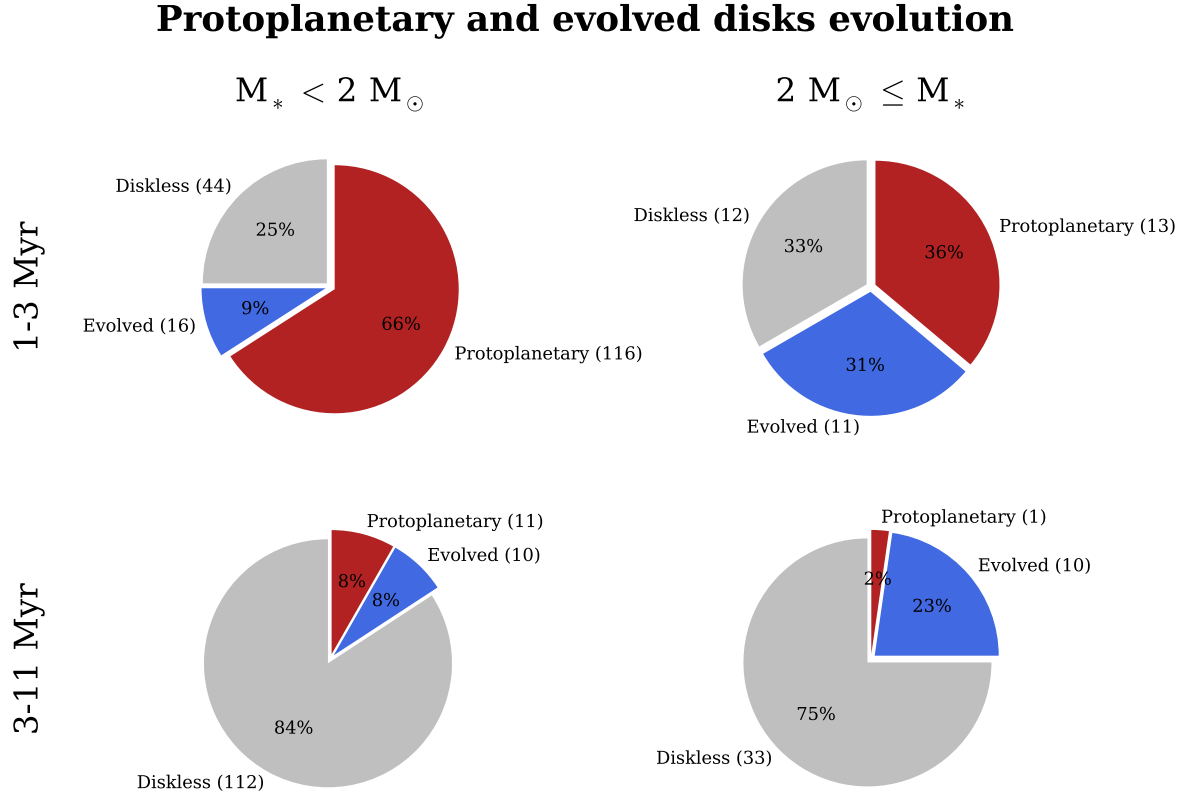 Protoplanetary and evolved disks evolution
M* < 2 M⊙
2 M⊙ ≤ M*
1-3 Myr
Diskless (44)
25%
9%
Evolved (16)
66%
Protoplanetary (116)
Diskless (12)
33%
36%
Protoplanetary (13)
31%
Evolved (11)
3-11 Myr
Protoplanetary (11)
Evolved (10)
8%
8%
84%
Diskless (112)
Protoplanetary (1)
Evolved (10)
2%
23%
75%
Diskless (33)